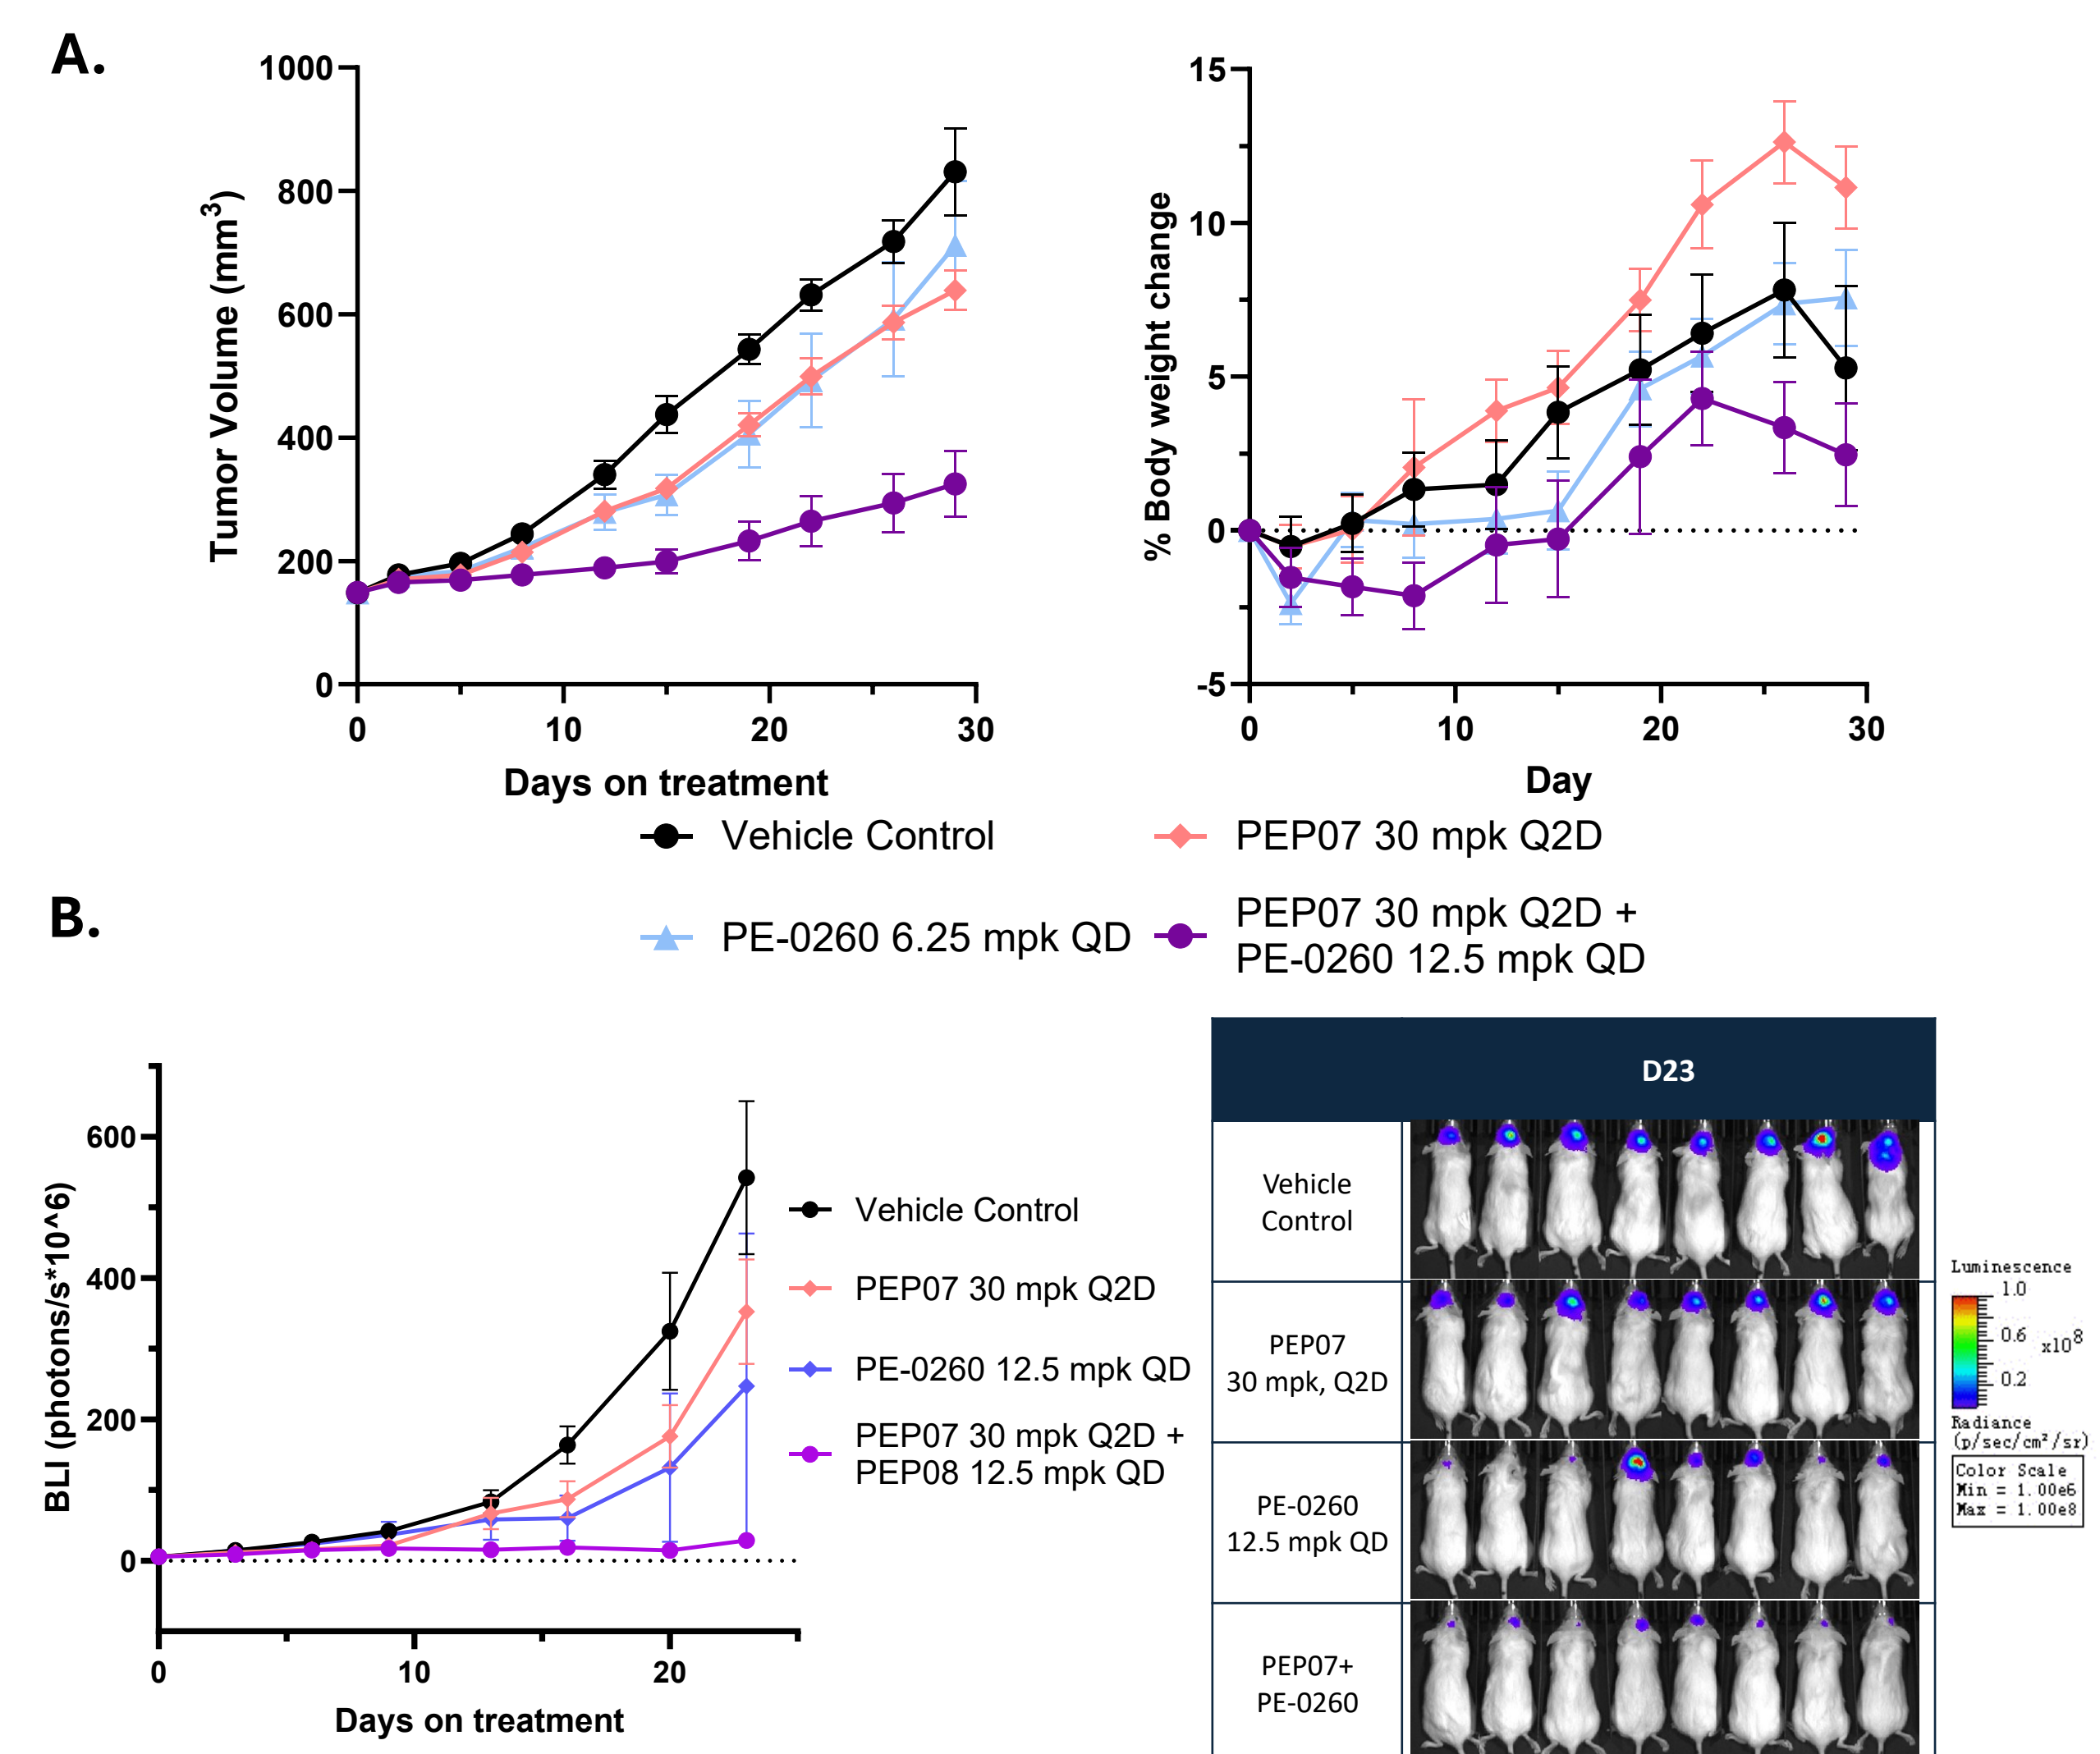 A.
1000
800
600
400
200
0
Tumor Volume (mm³)
0 10 20 30
Days on treatment
15
10
5
0
-5
% Body weight change
0 10 20 30
Day
Vehicle Control
PEP07 30 mpk Q2D
PE-0260 6.25 mpk QD
PEP07 30 mpk Q2D +
PE-0260 12.5 mpk QD
B.
600
400
200
0
BLI (photons/s*10^6)
0 10 20
Days on treatment
Vehicle Control
PEP07 30 mpk Q2D
PE-0260 12.5 mpk QD
PEP07 30 mpk Q2D +
PEP08 12.5 mpk QD
D23
Vehicle
Control
PEP07
30 mpk, Q2D
PE-0260
12.5 mpk QD
PEP07+
PE-0260
Luminescence
1.0
0.6
x10⁸
0.2
Radiance
(p/sec/cm²/sr)
Color Scale
Min = 1.00e6
Max = 1.00e8